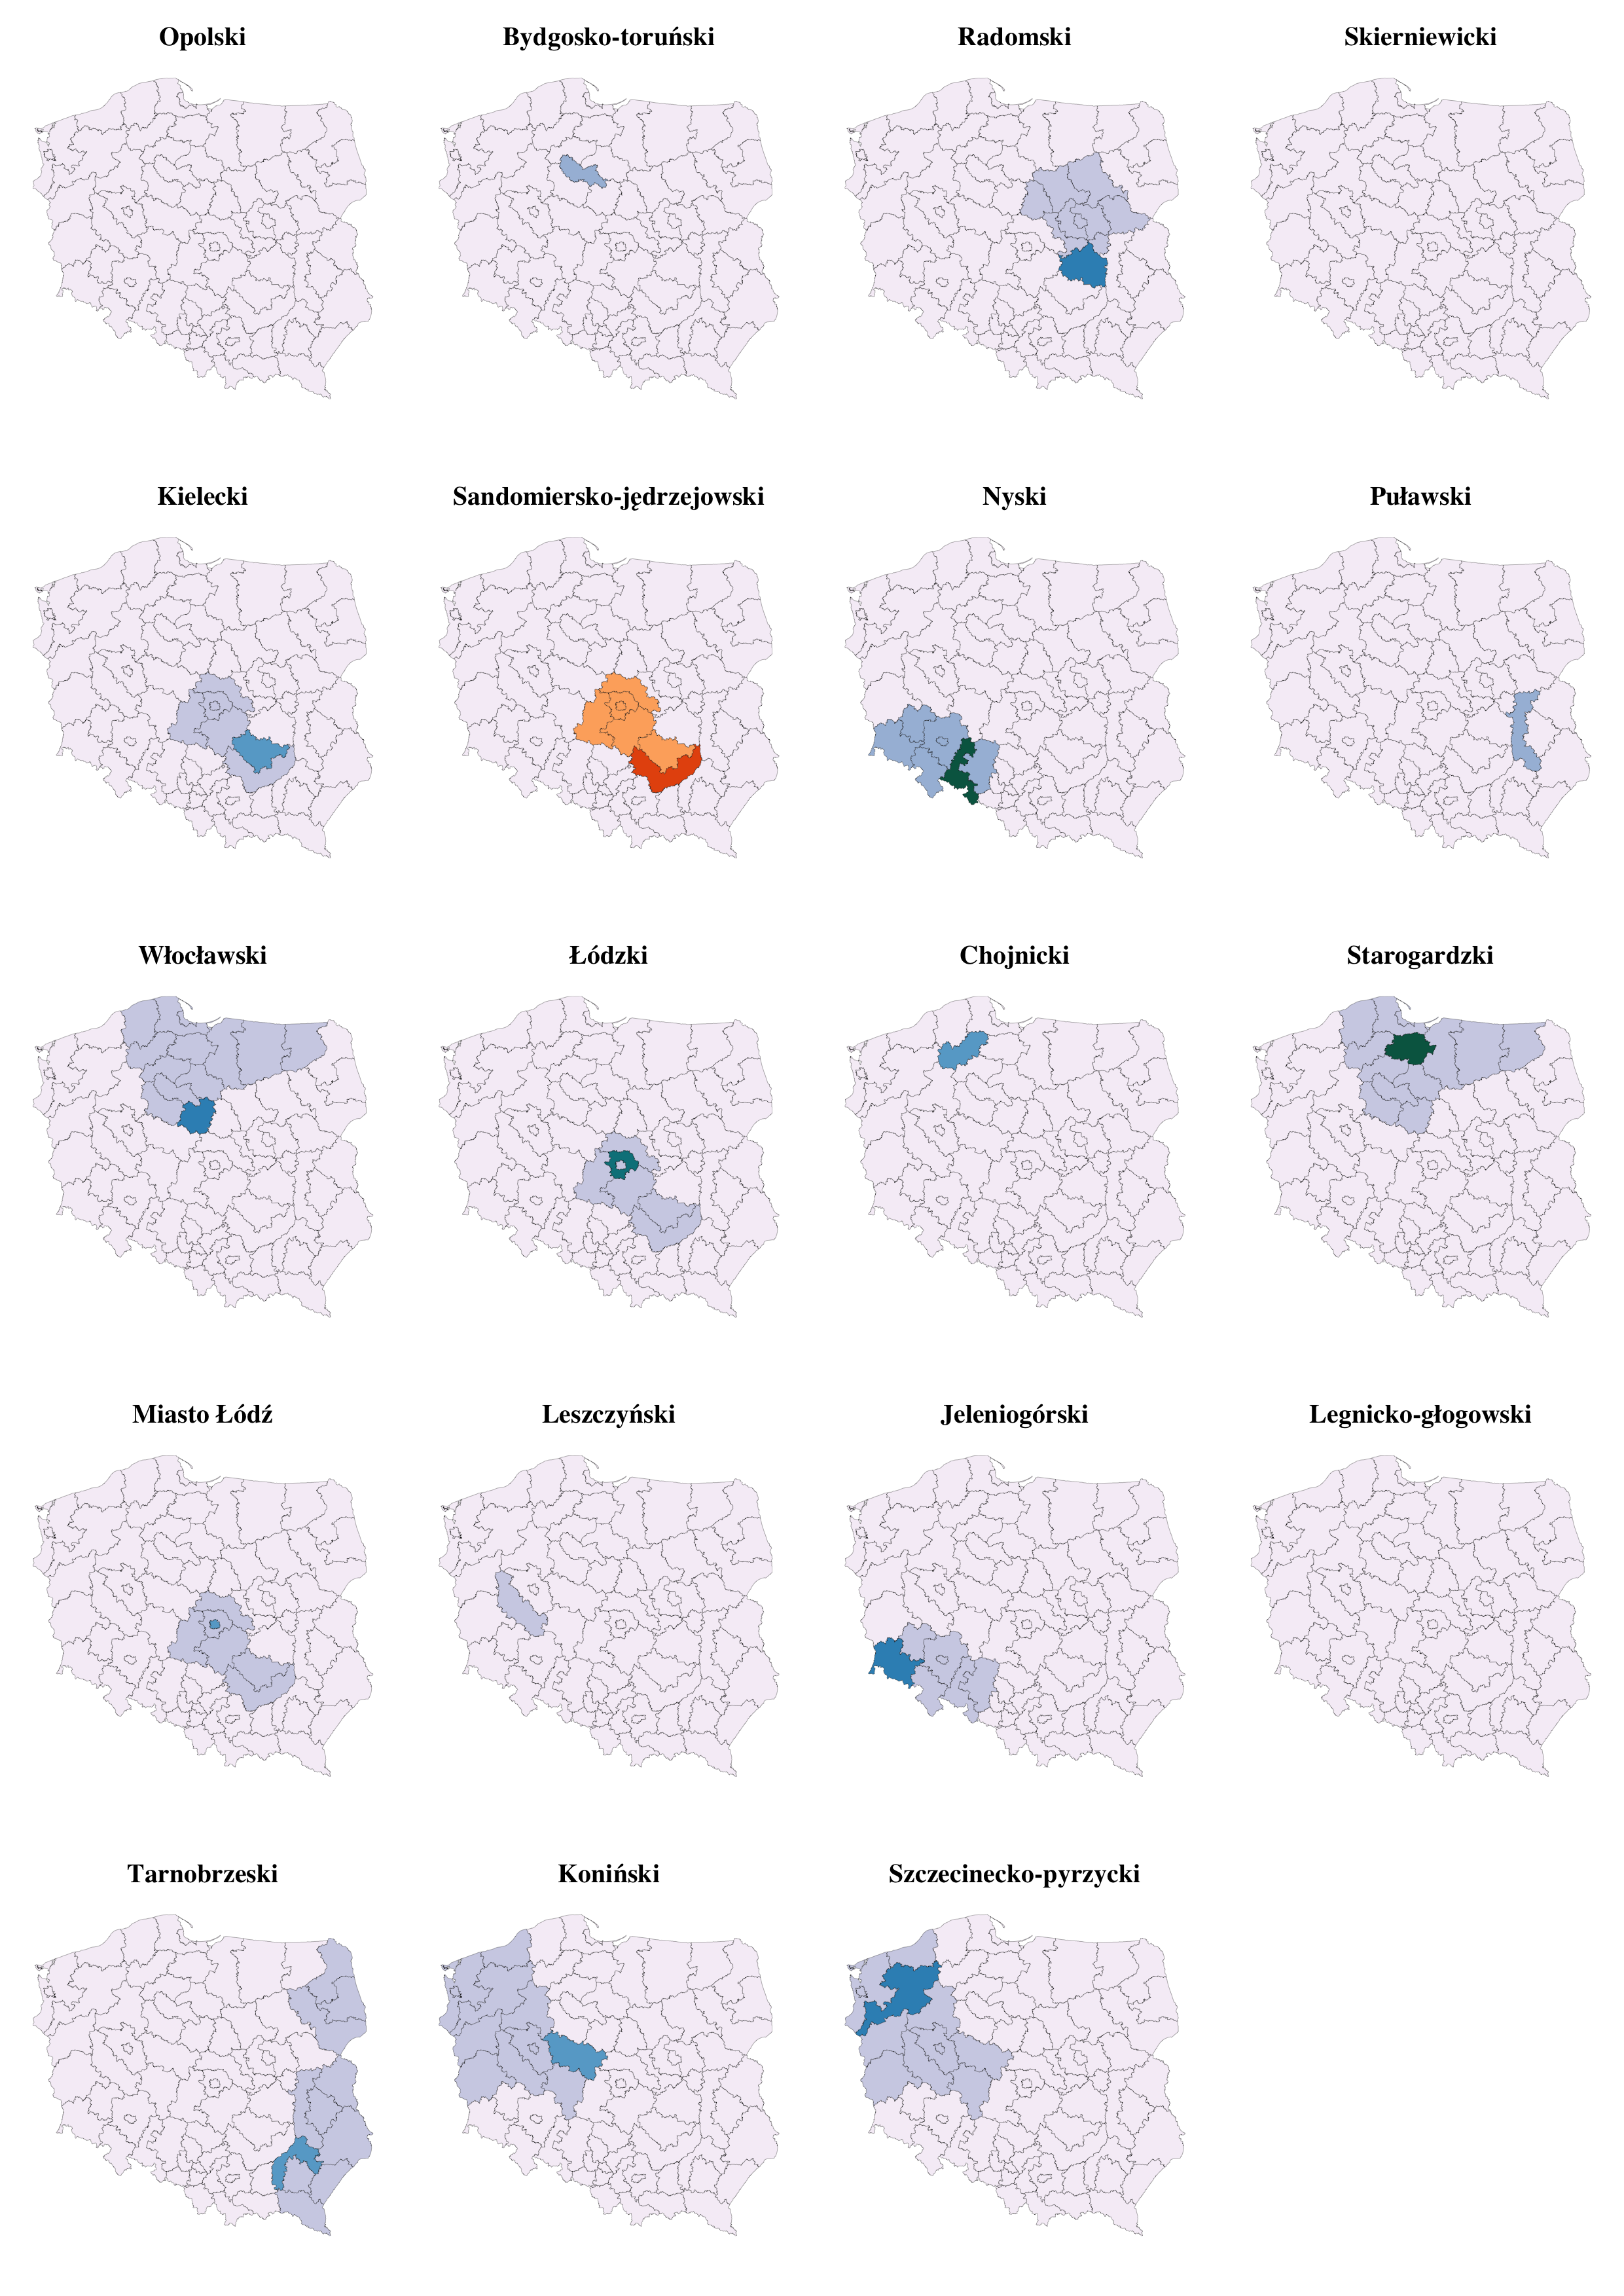 Opolski
Bydgosko-toruński
Radomski
Skierniewicki
Kielecki
Sandomiersko-jędrzejowski
Nyski
Puławski
Włocławski
Łódzki
Chojnicki
Starogardzki
Miasto Łódź
Leszczyński
Jeleniogórski
Legnicko-głogowski
Tarnobrzeski
Koniński
Szczecinecko-pyrzycki